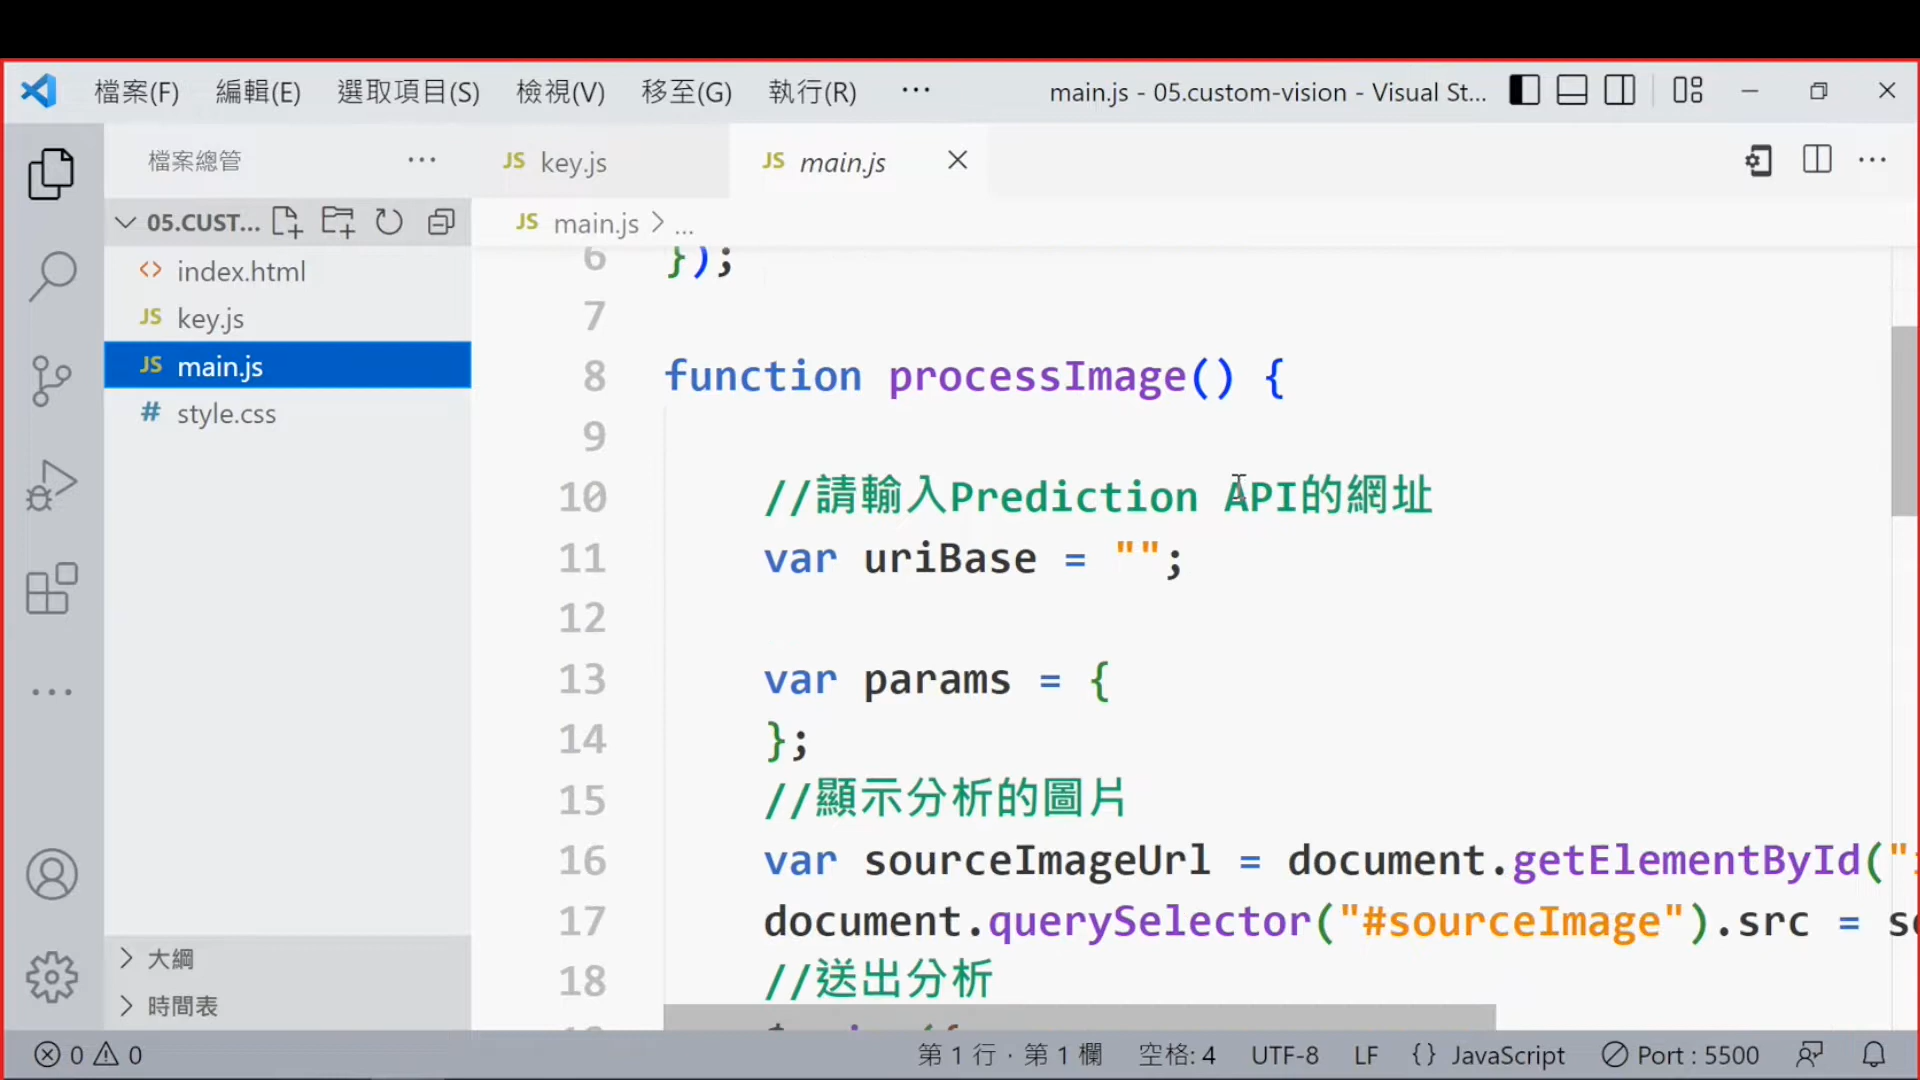 檔案(F) 編輯(E) 選取項目(S) 檢視(V) 移至(G) 執行(R) ··· main.js - 05.custom-vision - Visual St...
檔案總管 ··· JS key.js JS main.js
05.CUST... JS main.js > ...
<> index.html
JS key.js
JS main.js
# style.css
6 });
7
8 function processImage() {
9
10 //請輸入Prediction API的網址
11 var uriBase = "";
12
13 var params = {
14 };
15 //顯示分析的圖片
16 var sourceImageUrl = document.getElementById("
17 document.querySelector("#sourceImage").src = s
18 //送出分析
大綱
時間表
0 0 第 1 行，第 1 欄 空格: 4 UTF-8 LF {} JavaScript Port : 5500